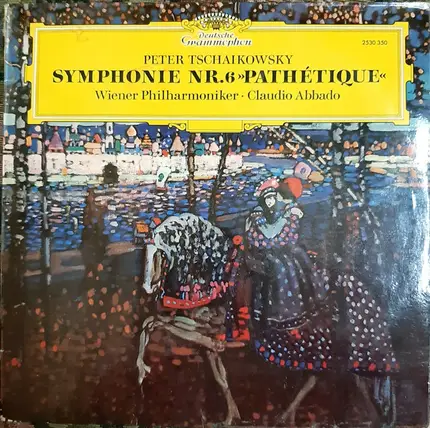 Deutsche
Grammophon
2530 350
PETER TSCHAIKOWSKY
SYMPHONIE NR.6»PATHÉTIQUE«
Wiener Philharmoniker · Claudio Abbado